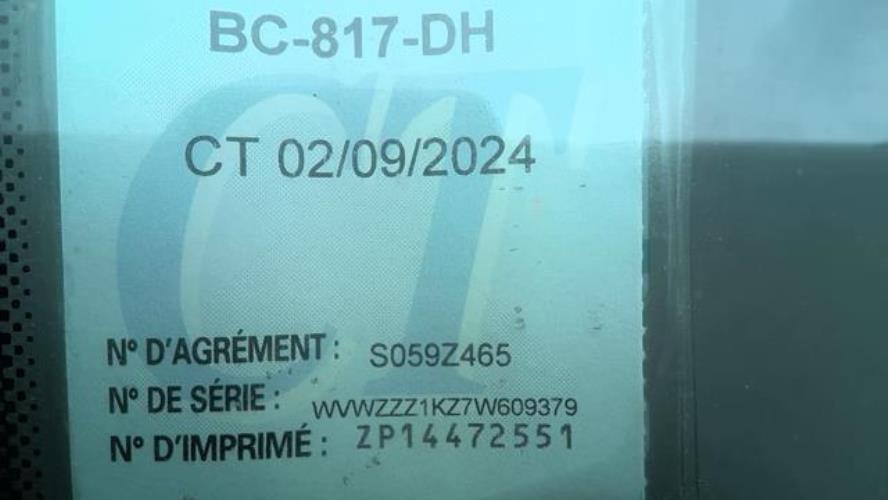 BC-817-DH
CT 02/09/2024
N° D'AGRÉMENT : S059Z465
N° DE SÉRIE : WVWZZZ1KZ7W609379
N° D'IMPRIMÉ : ZP14472551